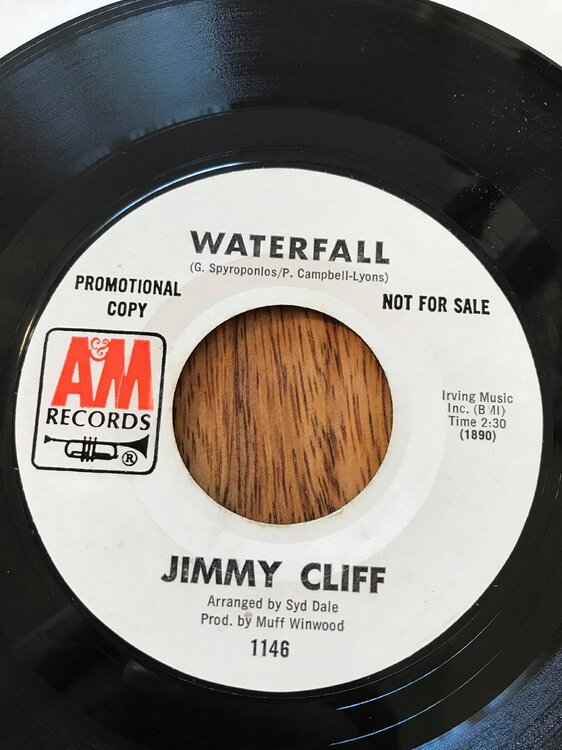 WATERFALL
(G. Spyroponlos/P. Campbell-Lyons)
PROMOTIONAL
COPY
NOT FOR SALE
A&M
RECORDS
®
Irving Music
Inc. (BMI)
Time 2:30
(1890)
JIMMY CLIFF
Arranged by Syd Dale
Prod. by Muff Winwood
1146